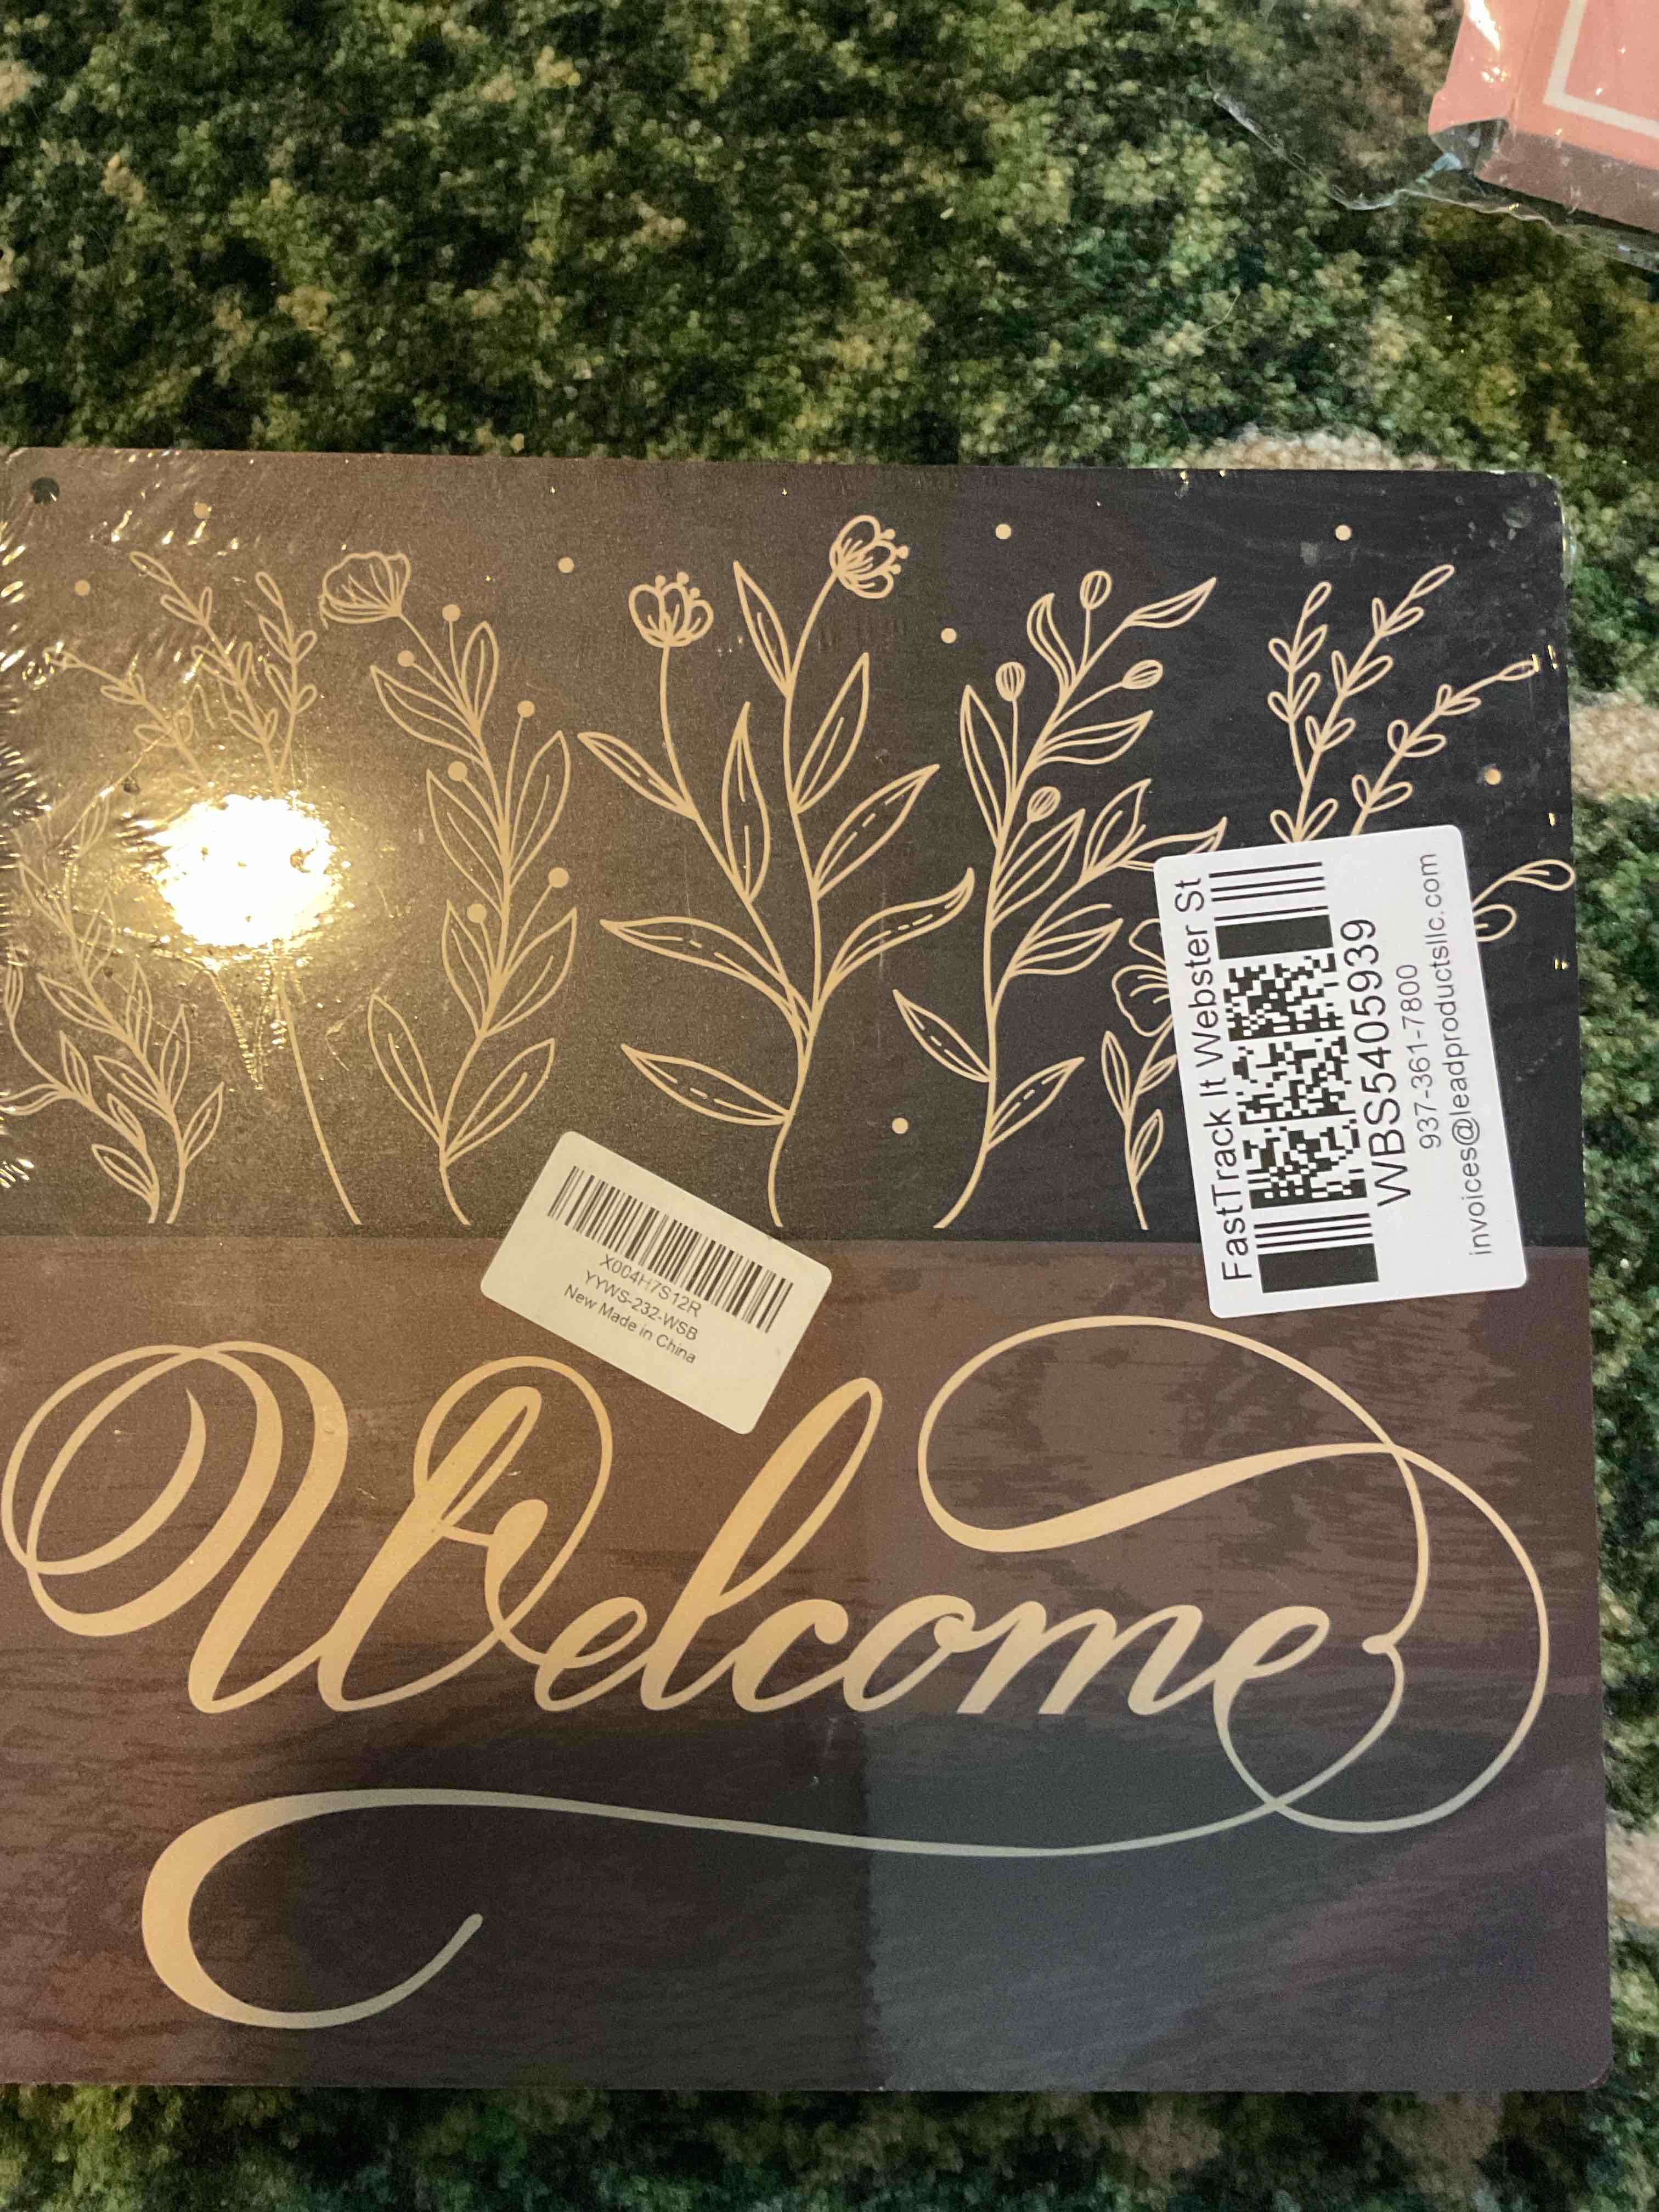 FastTrack It Webster St
WBS5405939
937-361-7800
invoices@leadproductsllc.com
X004H7S12R
YYWS-232-WSB
New Made in China
Welcome